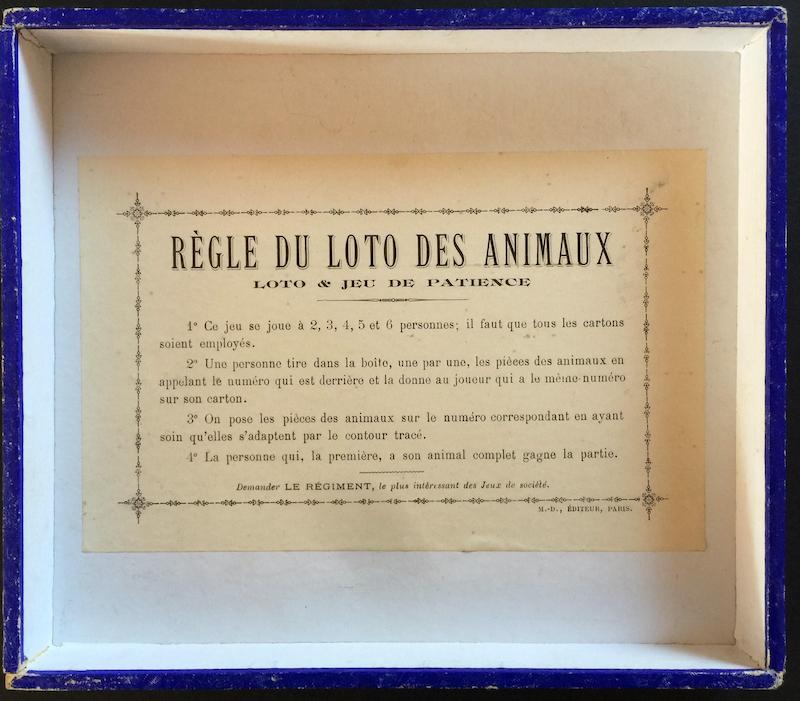 RÈGLE DU LOTO DES ANIMAUX
LOTO & JEU DE PATIENCE
1° Ce jeu se joue à 2, 3, 4, 5 et 6 personnes; il faut que tous les cartons
soient employés.
2° Une personne tire dans la boîte, une par une, les pièces des animaux en
appelant le numéro qui est derrière et la donne au joueur qui a le même numéro
sur son carton.
3° On pose les pièces des animaux sur le numéro correspondant en ayant
soin qu'elles s'adaptent par le contour tracé.
4° La personne qui, la première, a son animal complet gagne la partie.
Demander LE RÉGIMENT, le plus intéressant des Jeux de société.
M.-D., ÉDITEUR, PARIS.